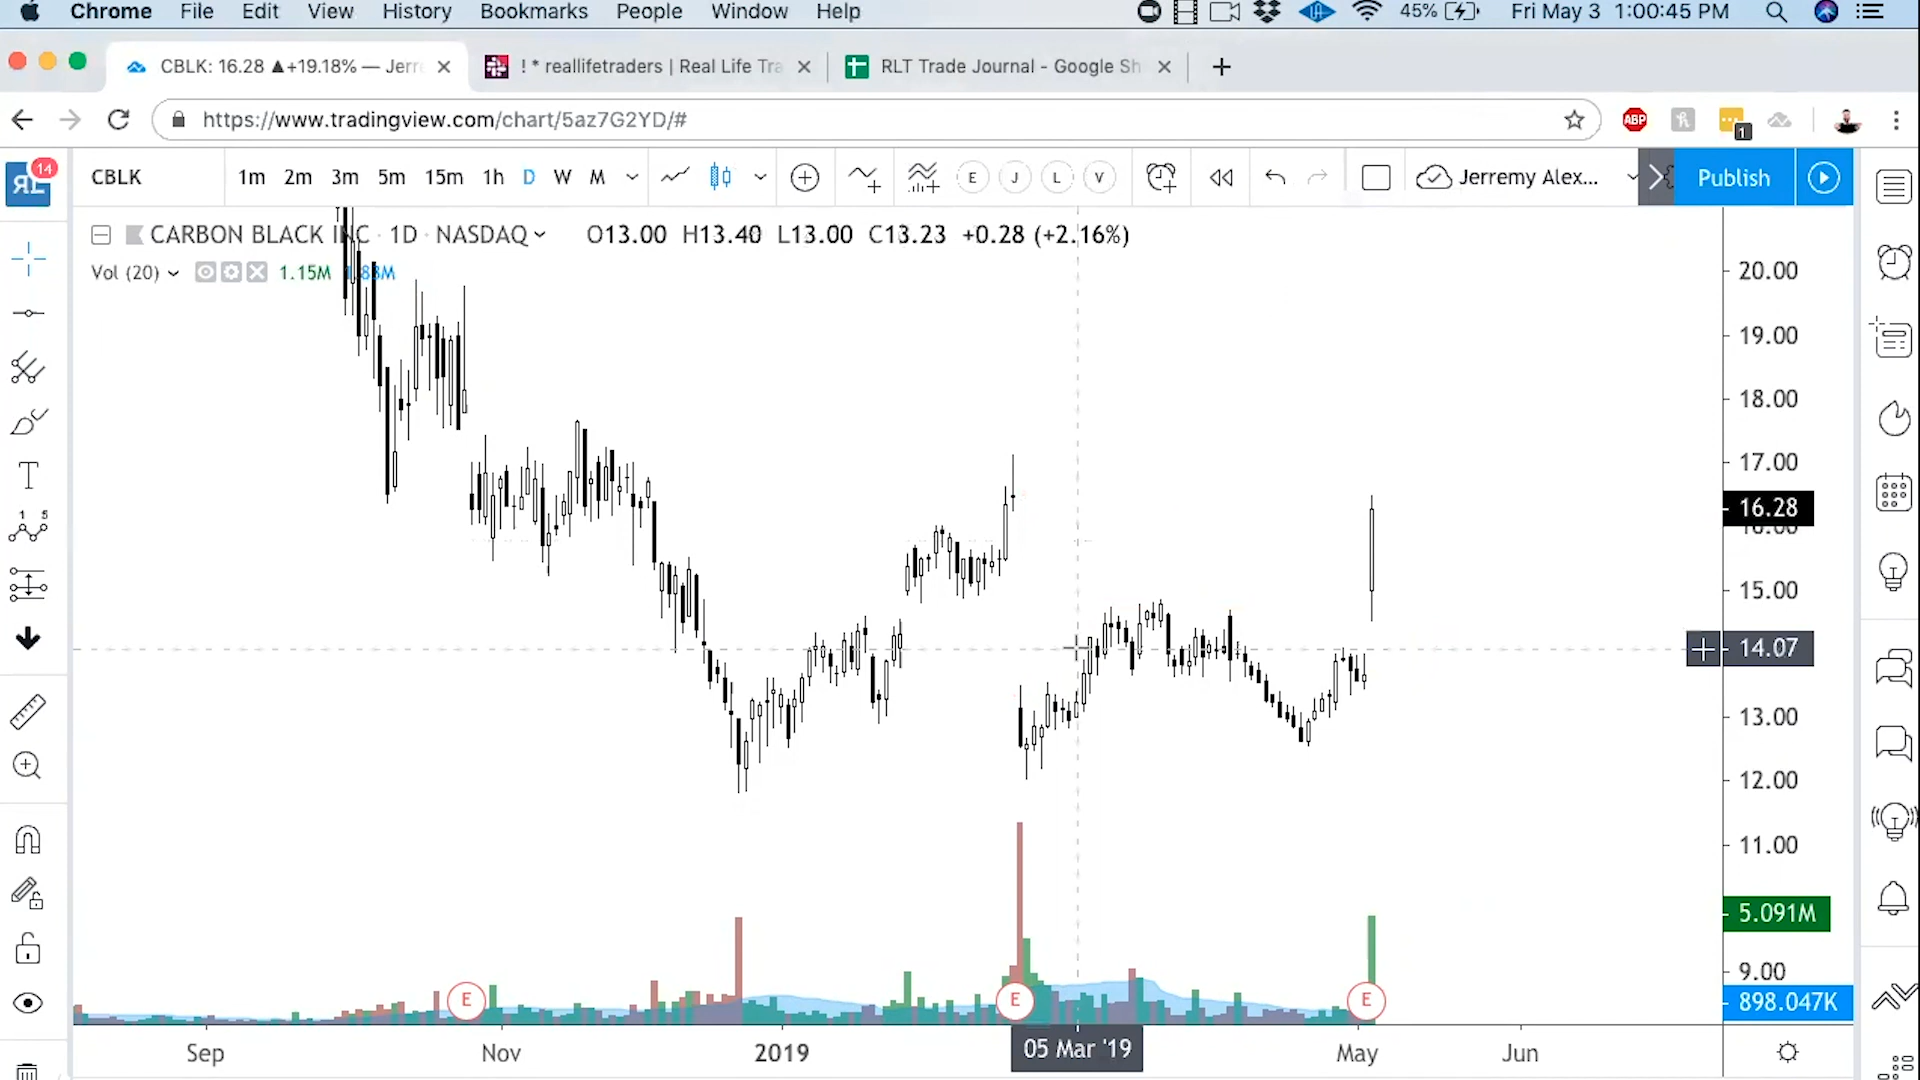 Chrome File Edit View History Bookmarks People Window Help 45% Fri May 3 1:00:45 PM
CBLK: 16.28 ▲+19.18% — Jerr
! * reallifetraders | Real Life Tra
RLT Trade Journal - Google Sh
https://www.tradingview.com/chart/5az7G2YD/#
ABP
1
14
CBLK 1m 2m 3m 5m 15m 1h D W M E J L V Jerremy Alex... Publish
CARBON BLACK INC · 1D · NASDAQ O13.00 H13.40 L13.00 C13.23 +0.28 (+2.16%)
Vol (20) 1.15M
20.00
19.00
18.00
17.00
16.28
16.00
15.00
14.07
13.00
12.00
11.00
5.091M
9.00
898.047K
T
1 5
E E E
Sep Nov 2019 05 Mar '19 May Jun